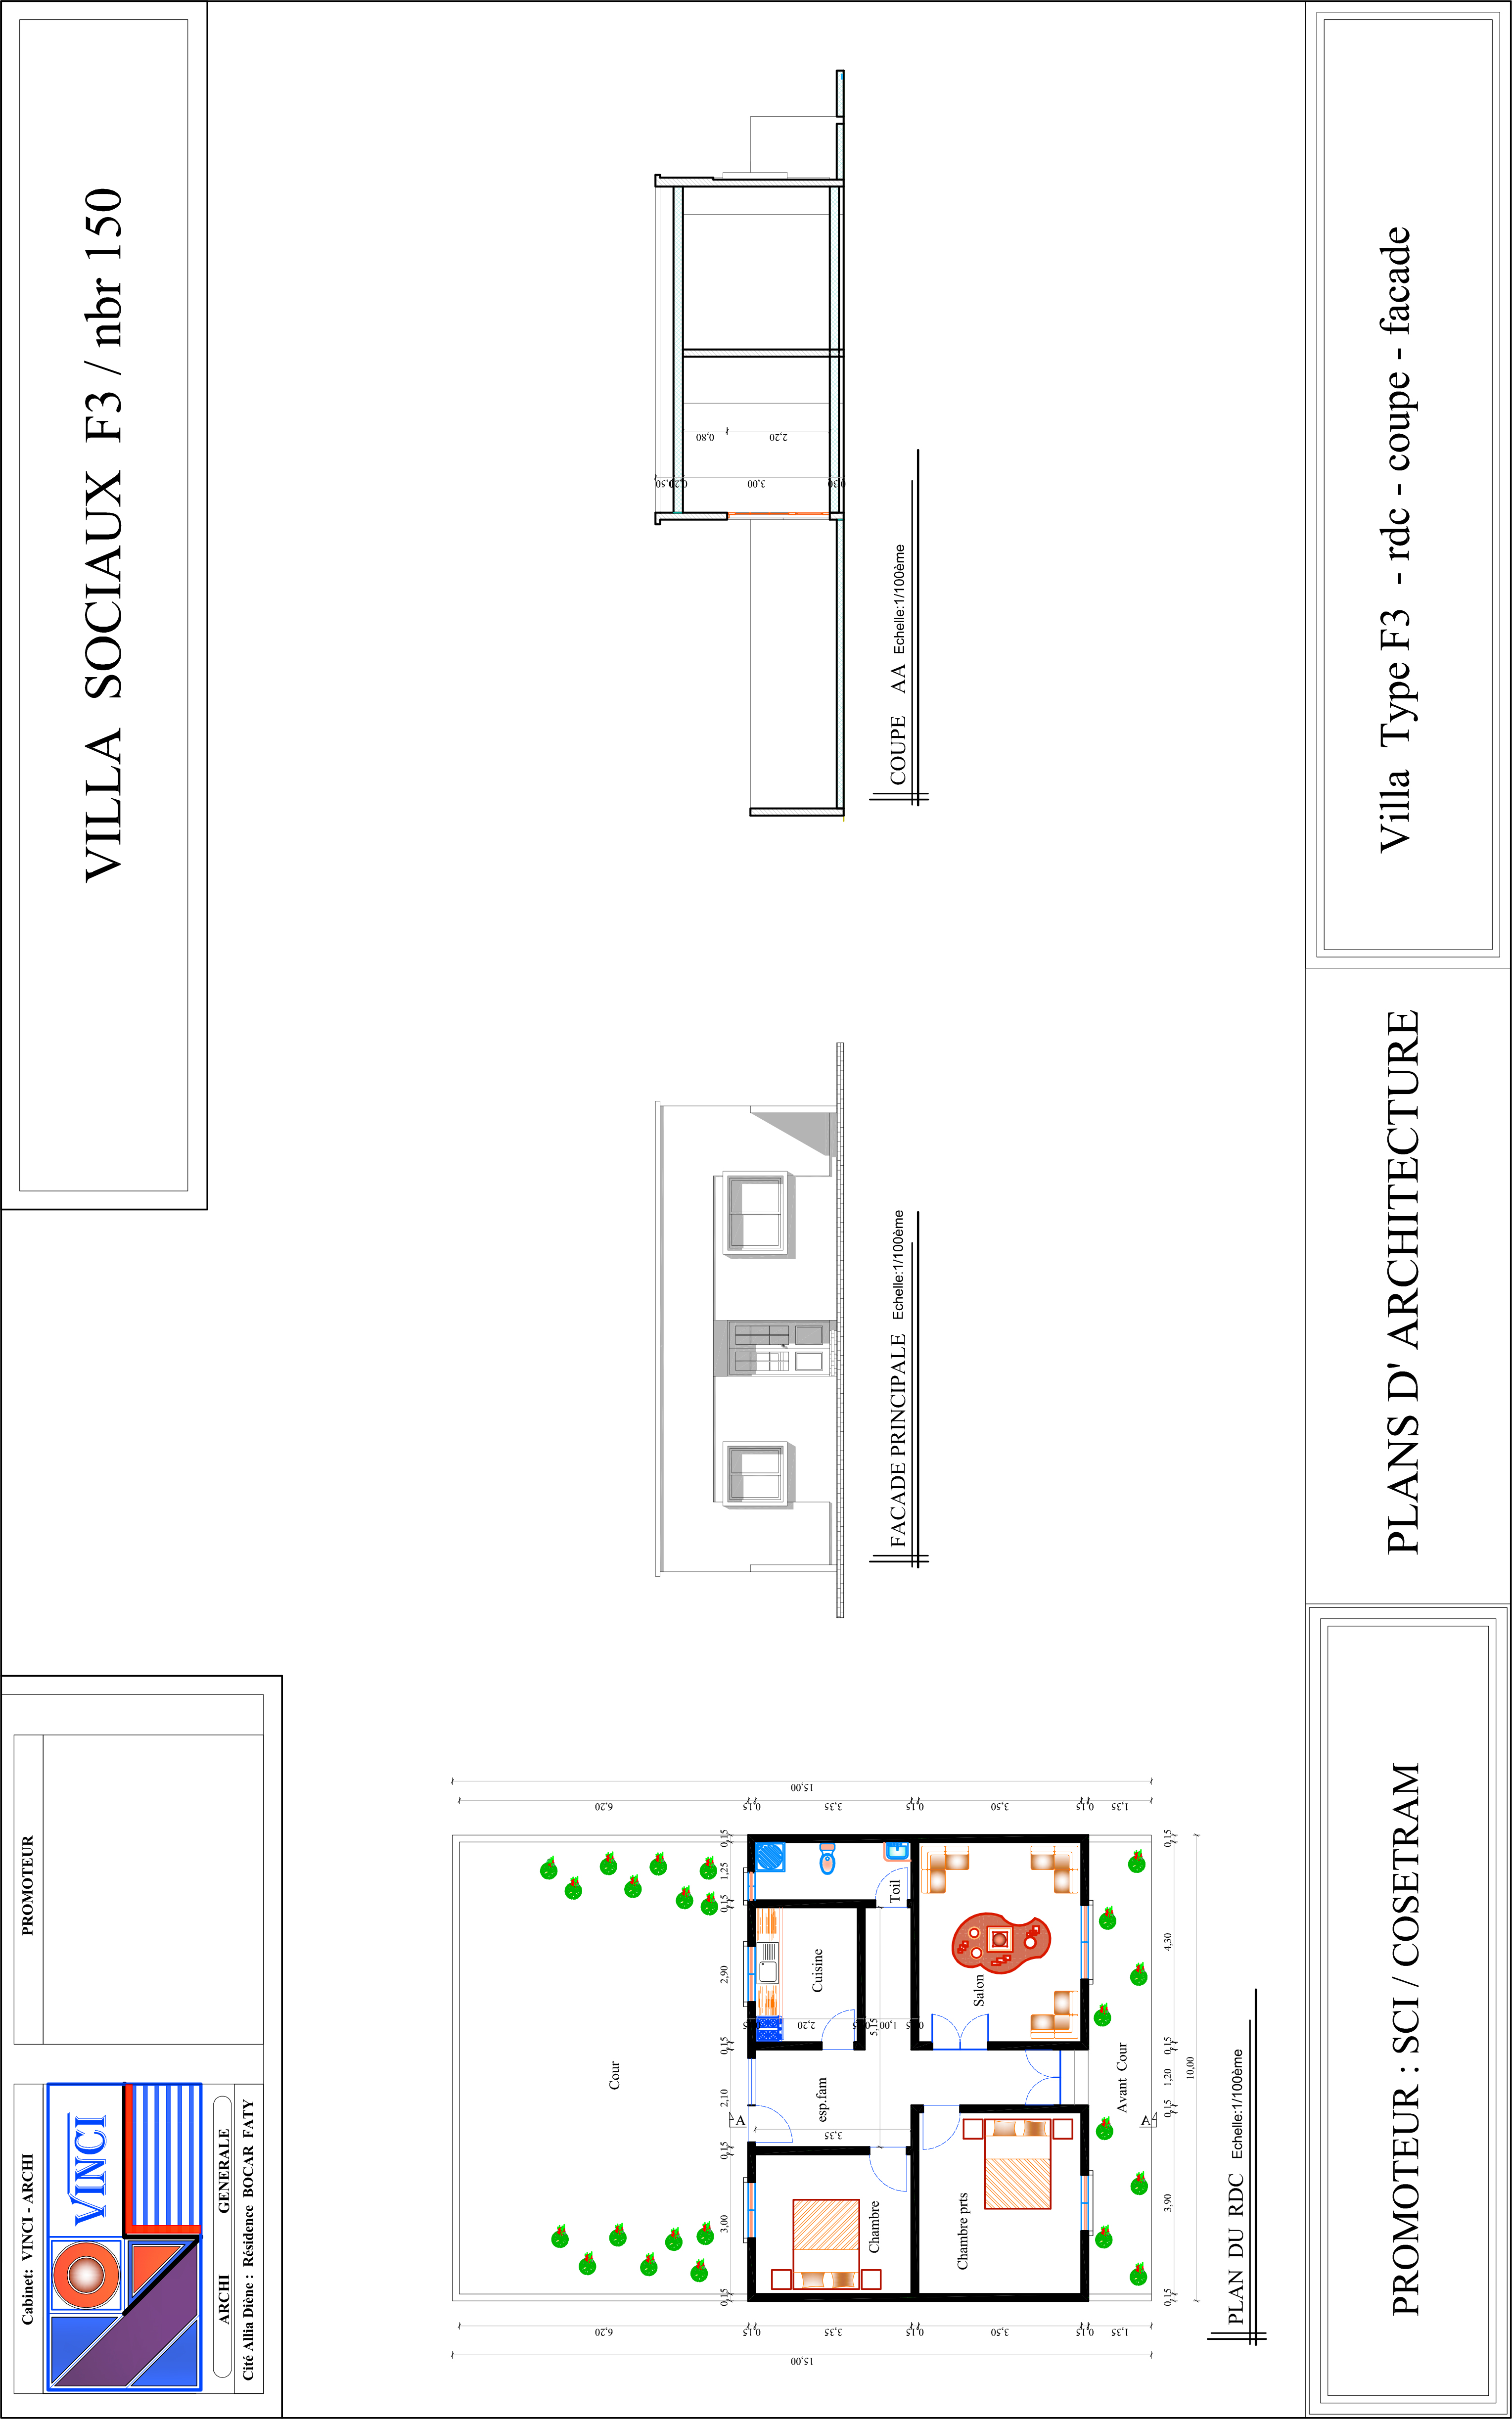 Cabinet: VINCI - ARCHI
PROMOTEUR
VINCI
ARCHI GENERALE
Cité Allia Diène : Résidence BOCAR FATY
VILLA SOCIAUX F3 / nbr 150
Cour
6,20
6,20
15,00
15,00
0,15 3,00 0,15 2,10 0,15 2,90 0,15 1,25 0,15
A
0,15
0,15
3,35
3,35
3,35
2,20
esp.fam
Cuisine
Chambre
5,15
1,00
Toil
0,15
0,15
0,15
Chambre prts
Salon
3,50
3,50
0,15
0,15
1,35
1,35
Avant Cour
A
0,15 3,90 0,15 1,20 0,15 4,30 0,15
10,00
PLAN DU RDC Echelle:1/100ème
FACADE PRINCIPALE Echelle:1/100ème
0,50
0,20
0,80
3,00
2,20
0,30
COUPE AA Echelle:1/100ème
PROMOTEUR : SCI / COSETRAM
PLANS D' ARCHITECTURE
Villa Type F3 - rdc - coupe - facade